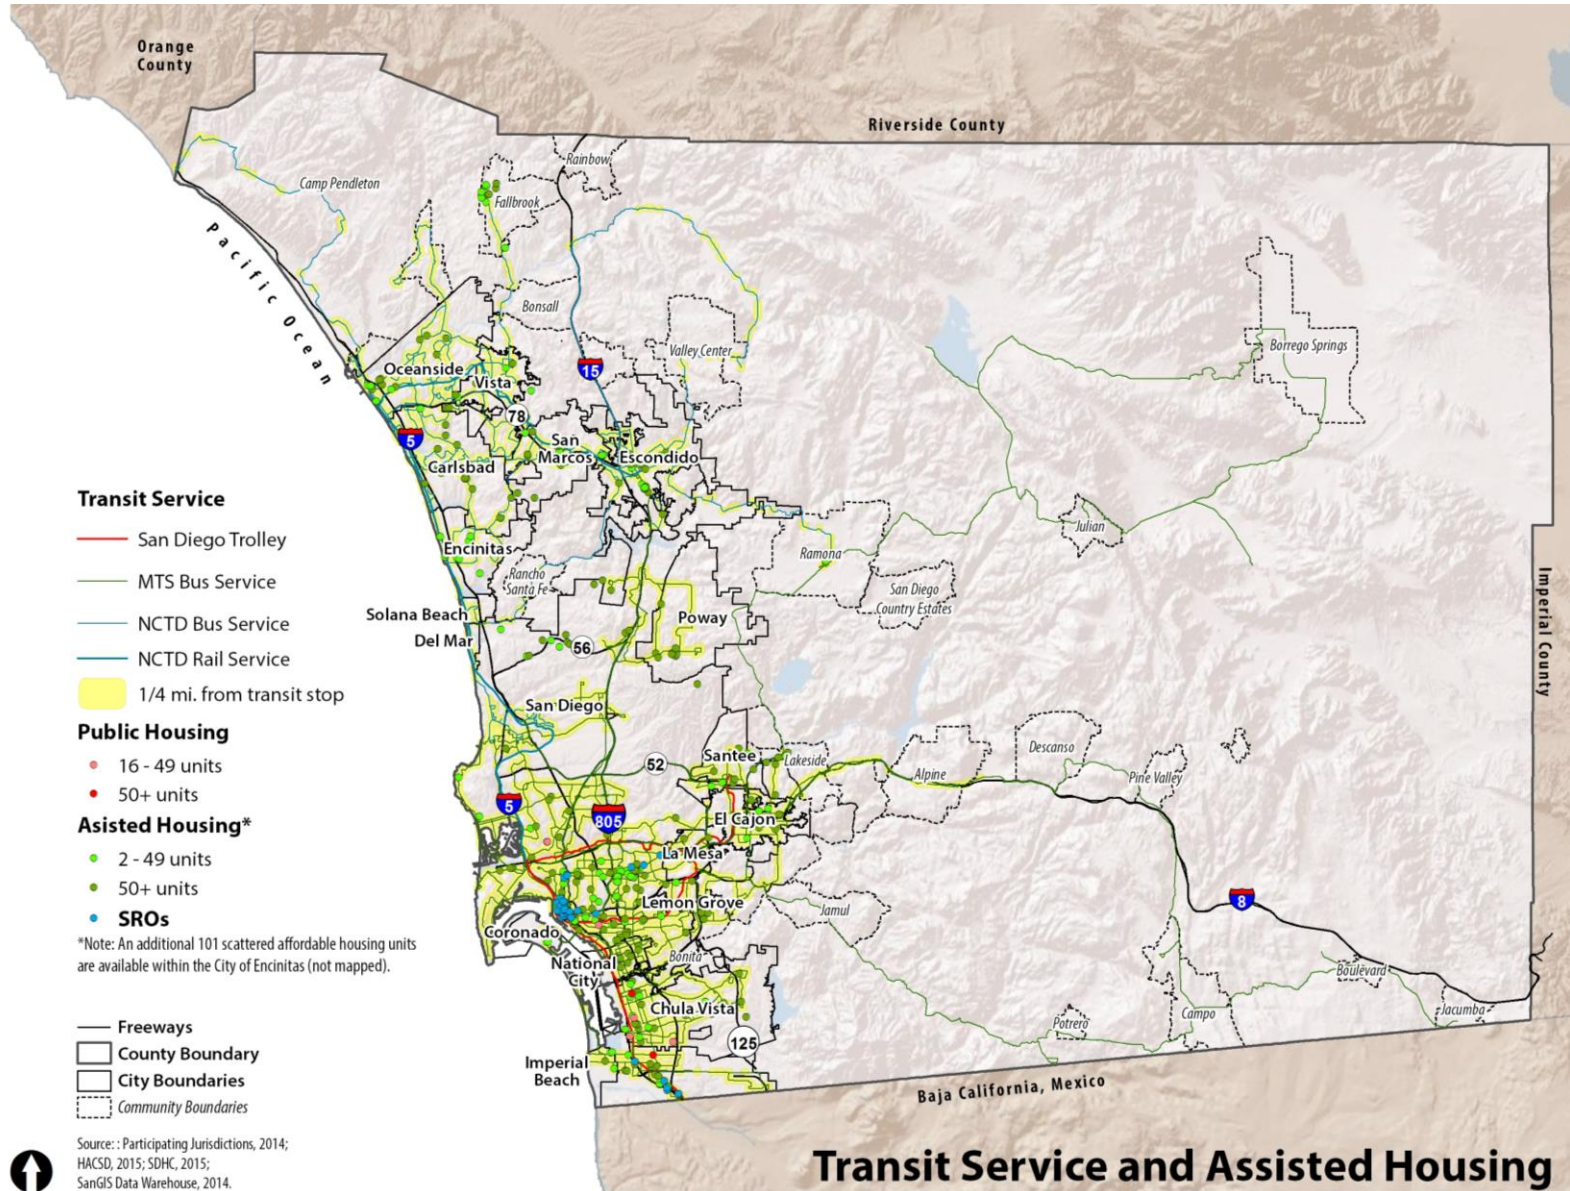 Orange
County
Riverside County
Rainbow
Camp Pendleton
Fallbrook
Pacific Ocean
Bonsall
Valley Center
Borrego Springs
Oceanside
Vista
15
78
5
San
Marcos
Escondido
Carlsbad
Transit Service
San Diego Trolley
MTS Bus Service
NCTD Bus Service
NCTD Rail Service
1/4 mi. from transit stop
Public Housing
16 - 49 units
50+ units
Asisted Housing*
2 - 49 units
50+ units
SROs
*Note: An additional 101 scattered affordable housing units
are available within the City of Encinitas (not mapped).
Freeways
County Boundary
City Boundaries
Community Boundaries
Source: : Participating Jurisdictions, 2014;
HACSD, 2015; SDHC, 2015;
SanGIS Data Warehouse, 2014.
Julian
Encinitas
Ramona
Rancho
Santa Fe
San Diego
Country Estates
Imperial County
Solana Beach
Poway
Del Mar
56
San Diego
Santee
Lakeside
52
Alpine
Descanso
Pine Valley
5
805
El Cajon
La Mesa
Lemon Grove
Jamul
8
Coronado
National
City
Bonita
Boulevard
Chula Vista
Jacumba
Potrero
Campo
125
Imperial
Beach
Baja California, Mexico
Transit Service and Assisted Housing